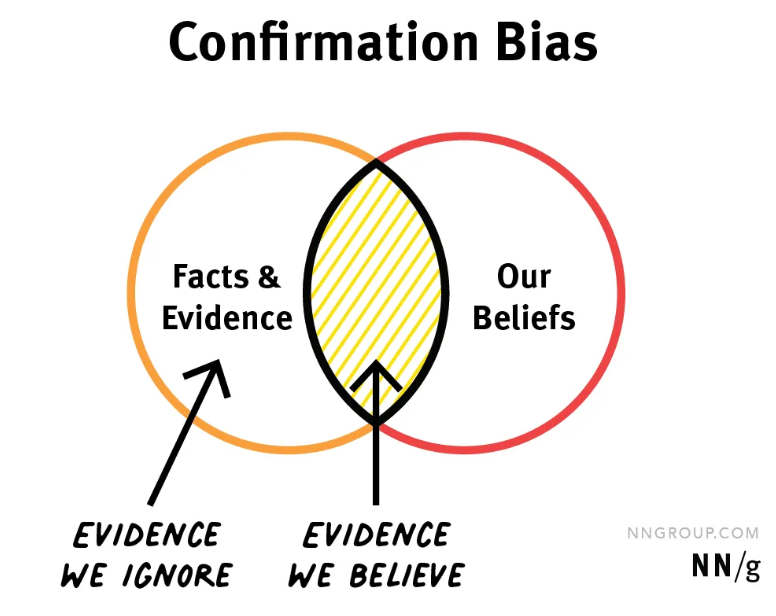 Confirmation Bias
Facts &
Evidence
Our
Beliefs
EVIDENCE
WE IGNORE
EVIDENCE
WE BELIEVE
NNGROUP.COM
NN/g